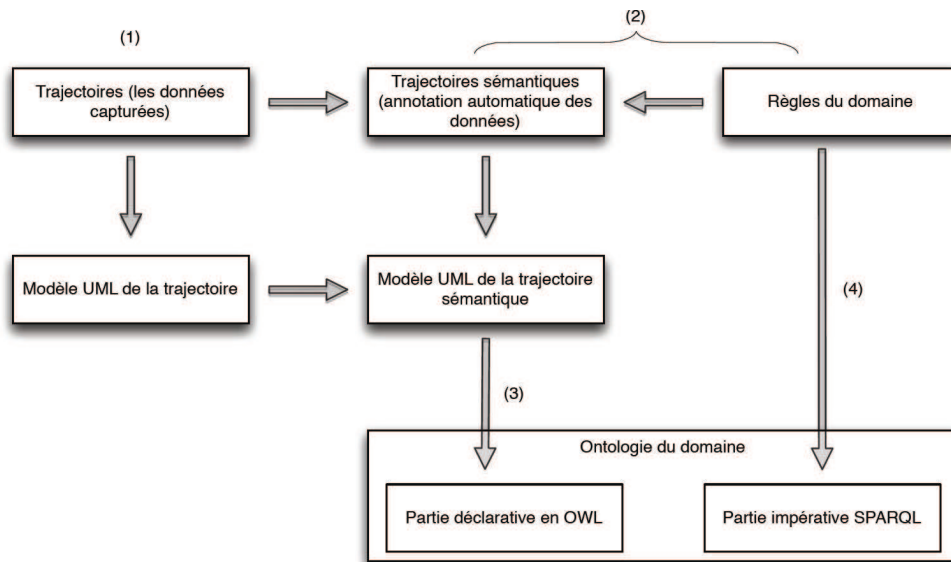 (1)
(2)
Trajectoires (les données
capturées)
Trajectoires sémantiques
(annotation automatique des
données)
Règles du domaine
Modèle UML de la trajectoire
Modèle UML de la trajectoire
sémantique
(4)
(3)
Ontologie du domaine
Partie déclarative en OWL
Partie impérative SPARQL